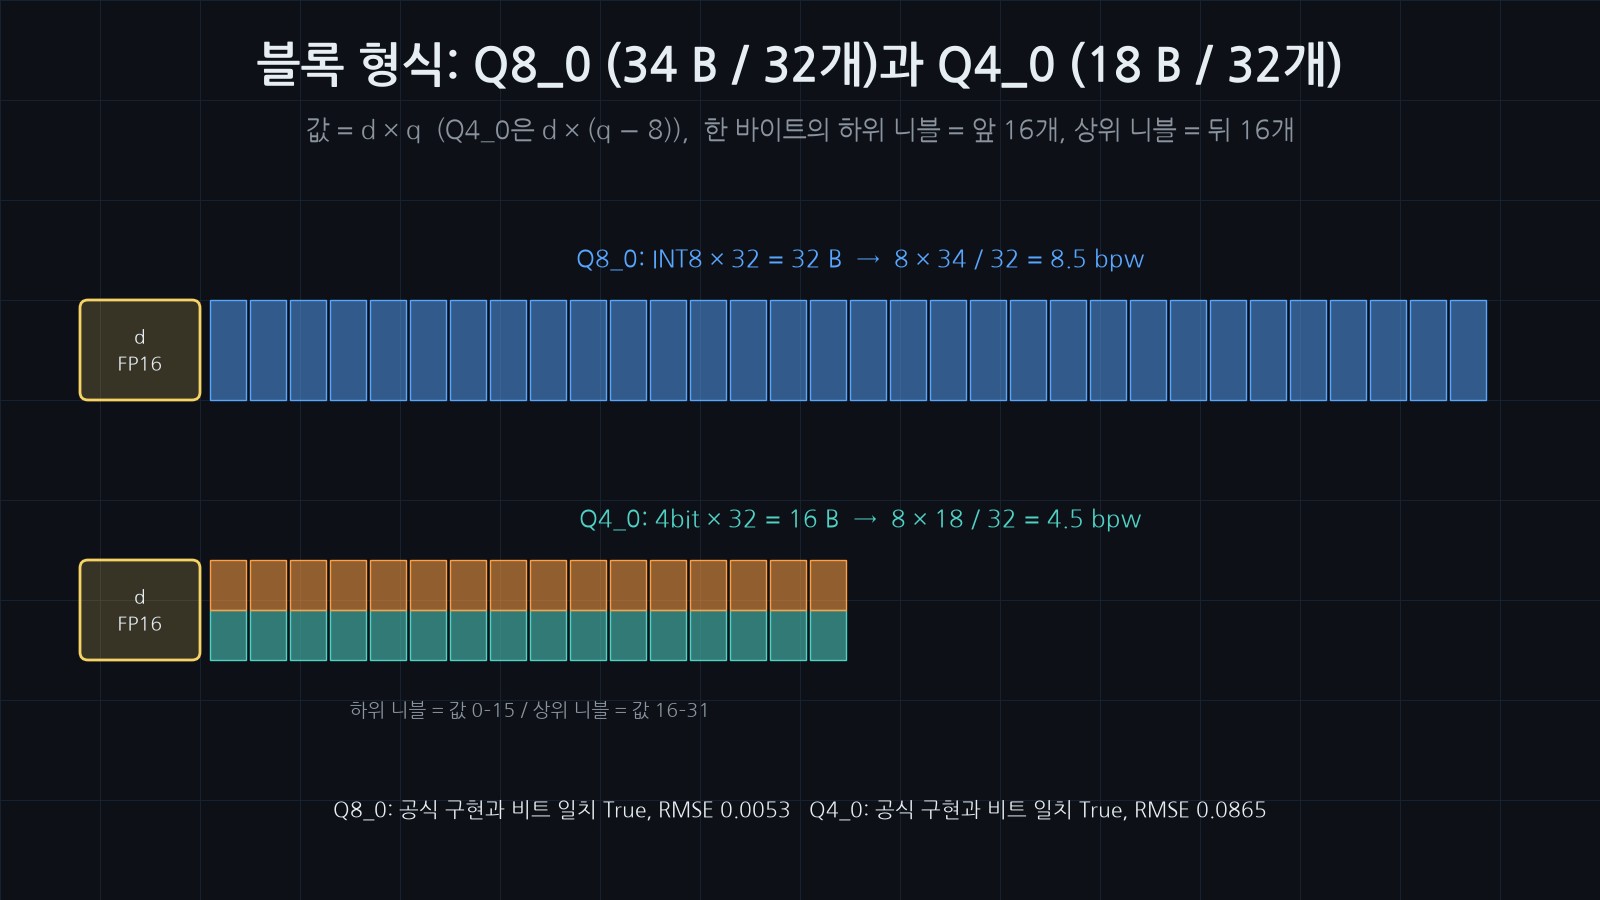 블록 형식: Q8_0 (34 B / 32개)과 Q4_0 (18 B / 32개)
값 = d × q (Q4_0은 d × (q − 8)), 한 바이트의 하위 니블 = 앞 16개, 상위 니블 = 뒤 16개
Q8_0: INT8 × 32 = 32 B → 8 × 34 / 32 = 8.5 bpw
d
FP16
Q4_0: 4bit × 32 = 16 B → 8 × 18 / 32 = 4.5 bpw
d
FP16
하위 니블 = 값 0-15 / 상위 니블 = 값 16-31
Q8_0: 공식 구현과 비트 일치 True, RMSE 0.0053 Q4_0: 공식 구현과 비트 일치 True, RMSE 0.0865